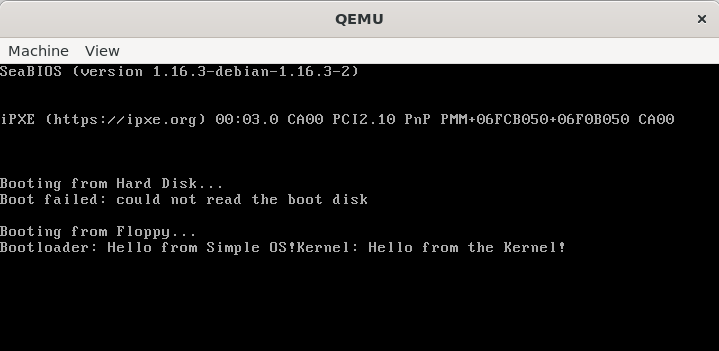 QEMU
×
Machine View
SeaBIOS (version 1.16.3-debian-1.16.3-2)
iPXE (https://ipxe.org) 00:03.0 CA00 PCI2.10 PnP PMM+06FCB050+06F0B050 CA00
Booting from Hard Disk...
Boot failed: could not read the boot disk
Booting from Floppy...
Bootloader: Hello from Simple OS!Kernel: Hello from the Kernel!